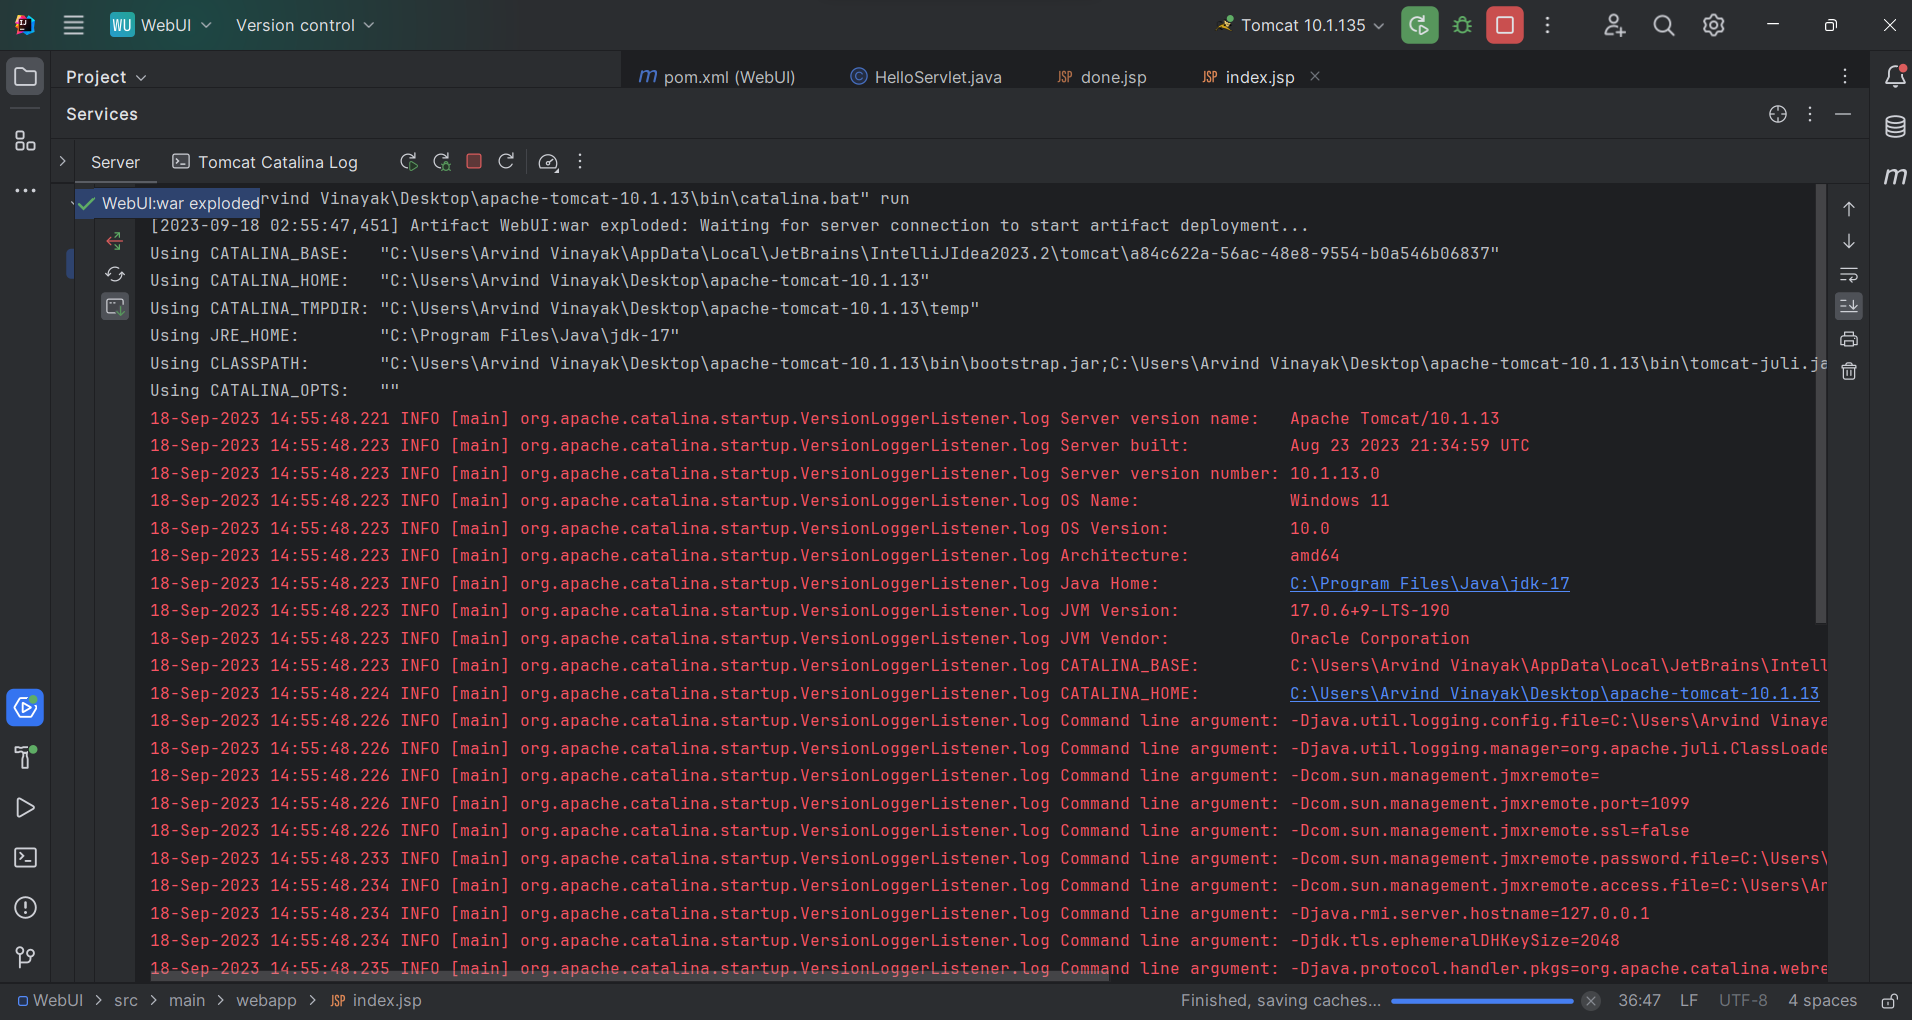 WU WebUI Version control Tomcat 10.1.135
Project
m pom.xml (WebUI) HelloServlet.java JSP done.jsp JSP index.jsp
Services
Server Tomcat Catalina Log
WebUI:war exploded
rvind Vinayak\Desktop\apache-tomcat-10.1.13\bin\catalina.bat" run
[2023-09-18 02:55:47,451] Artifact WebUI:war exploded: Waiting for server connection to start artifact deployment...
Using CATALINA_BASE: "C:\Users\Arvind Vinayak\AppData\Local\JetBrains\IntelliJIdea2023.2\tomcat\a84c622a-56ac-48e8-9554-b0a546b06837"
Using CATALINA_HOME: "C:\Users\Arvind Vinayak\Desktop\apache-tomcat-10.1.13"
Using CATALINA_TMPDIR: "C:\Users\Arvind Vinayak\Desktop\apache-tomcat-10.1.13\temp"
Using JRE_HOME: "C:\Program Files\Java\jdk-17"
Using CLASSPATH: "C:\Users\Arvind Vinayak\Desktop\apache-tomcat-10.1.13\bin\bootstrap.jar;C:\Users\Arvind Vinayak\Desktop\apache-tomcat-10.1.13\bin\tomcat-juli.ja
Using CATALINA_OPTS: ""
18-Sep-2023 14:55:48.221 INFO [main] org.apache.catalina.startup.VersionLoggerListener.log Server version name: Apache Tomcat/10.1.13
18-Sep-2023 14:55:48.223 INFO [main] org.apache.catalina.startup.VersionLoggerListener.log Server built: Aug 23 2023 21:34:59 UTC
18-Sep-2023 14:55:48.223 INFO [main] org.apache.catalina.startup.VersionLoggerListener.log Server version number: 10.1.13.0
18-Sep-2023 14:55:48.223 INFO [main] org.apache.catalina.startup.VersionLoggerListener.log OS Name: Windows 11
18-Sep-2023 14:55:48.223 INFO [main] org.apache.catalina.startup.VersionLoggerListener.log OS Version: 10.0
18-Sep-2023 14:55:48.223 INFO [main] org.apache.catalina.startup.VersionLoggerListener.log Architecture: amd64
18-Sep-2023 14:55:48.223 INFO [main] org.apache.catalina.startup.VersionLoggerListener.log Java Home: C:\Program Files\Java\jdk-17
18-Sep-2023 14:55:48.223 INFO [main] org.apache.catalina.startup.VersionLoggerListener.log JVM Version: 17.0.6+9-LTS-190
18-Sep-2023 14:55:48.223 INFO [main] org.apache.catalina.startup.VersionLoggerListener.log JVM Vendor: Oracle Corporation
18-Sep-2023 14:55:48.223 INFO [main] org.apache.catalina.startup.VersionLoggerListener.log CATALINA_BASE: C:\Users\Arvind Vinayak\AppData\Local\JetBrains\Intell
18-Sep-2023 14:55:48.224 INFO [main] org.apache.catalina.startup.VersionLoggerListener.log CATALINA_HOME: C:\Users\Arvind Vinayak\Desktop\apache-tomcat-10.1.13
18-Sep-2023 14:55:48.226 INFO [main] org.apache.catalina.startup.VersionLoggerListener.log Command line argument: -Djava.util.logging.config.file=C:\Users\Arvind Vinaya
18-Sep-2023 14:55:48.226 INFO [main] org.apache.catalina.startup.VersionLoggerListener.log Command line argument: -Djava.util.logging.manager=org.apache.juli.ClassLoade
18-Sep-2023 14:55:48.226 INFO [main] org.apache.catalina.startup.VersionLoggerListener.log Command line argument: -Dcom.sun.management.jmxremote=
18-Sep-2023 14:55:48.226 INFO [main] org.apache.catalina.startup.VersionLoggerListener.log Command line argument: -Dcom.sun.management.jmxremote.port=1099
18-Sep-2023 14:55:48.226 INFO [main] org.apache.catalina.startup.VersionLoggerListener.log Command line argument: -Dcom.sun.management.jmxremote.ssl=false
18-Sep-2023 14:55:48.233 INFO [main] org.apache.catalina.startup.VersionLoggerListener.log Command line argument: -Dcom.sun.management.jmxremote.password.file=C:\Users\
18-Sep-2023 14:55:48.234 INFO [main] org.apache.catalina.startup.VersionLoggerListener.log Command line argument: -Dcom.sun.management.jmxremote.access.file=C:\Users\Ar
18-Sep-2023 14:55:48.234 INFO [main] org.apache.catalina.startup.VersionLoggerListener.log Command line argument: -Djava.rmi.server.hostname=127.0.0.1
18-Sep-2023 14:55:48.234 INFO [main] org.apache.catalina.startup.VersionLoggerListener.log Command line argument: -Djdk.tls.ephemeralDHKeySize=2048
18-Sep-2023 14:55:48.235 INFO [main] org.apache.catalina.startup.VersionLoggerListener.log Command line argument: -Djava.protocol.handler.pkgs=org.apache.catalina.webre
WebUI > src > main > webapp > JSP index.jsp Finished, saving caches... 36:47 LF UTF-8 4 spaces